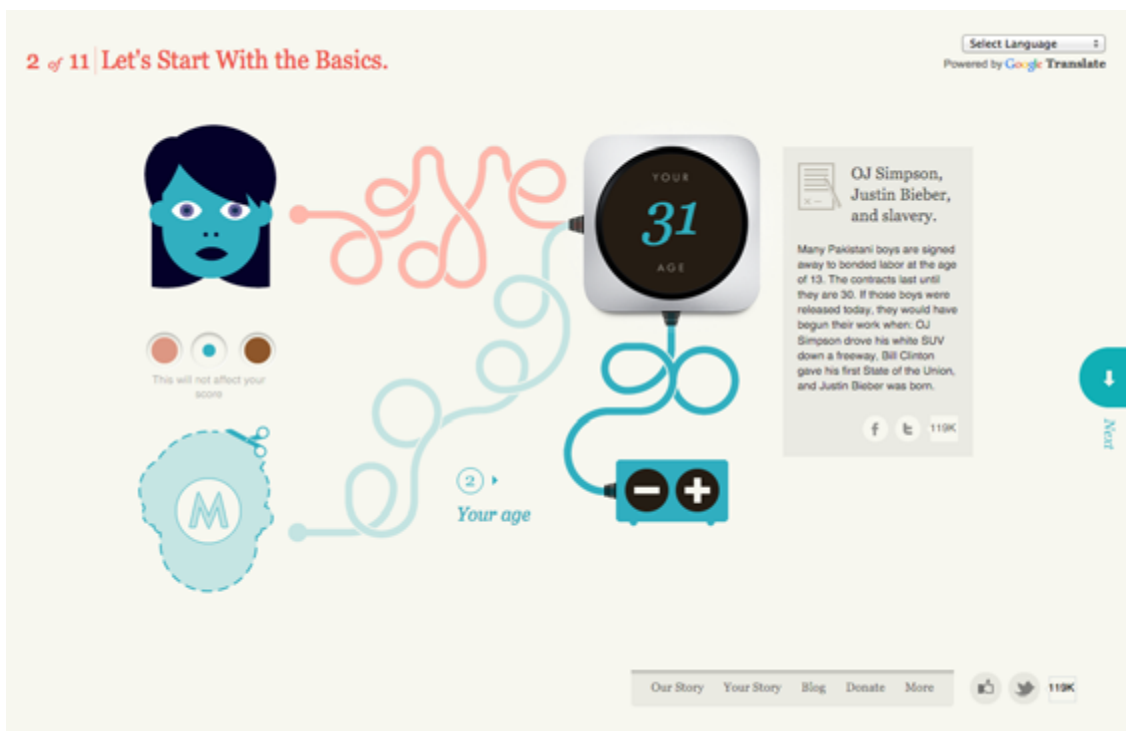 2 of 11 Let's Start With the Basics.
Select Language
Powered by Google Translate
YOUR
31
AGE
OJ Simpson,
Justin Bieber,
and slavery.
Many Pakistani boys are signed
away to bonded labor at the age
of 13. The contracts last until
they are 30. If those boys were
released today, they would have
begun their work when: OJ
Simpson drove his white SUV
down a freeway, Bill Clinton
gave his first State of the Union,
and Justin Bieber was born.
f t 119K
This will not affect your
score
M
2
Your age
− +
Next
Our Story Your Story Blog Donate More
119K